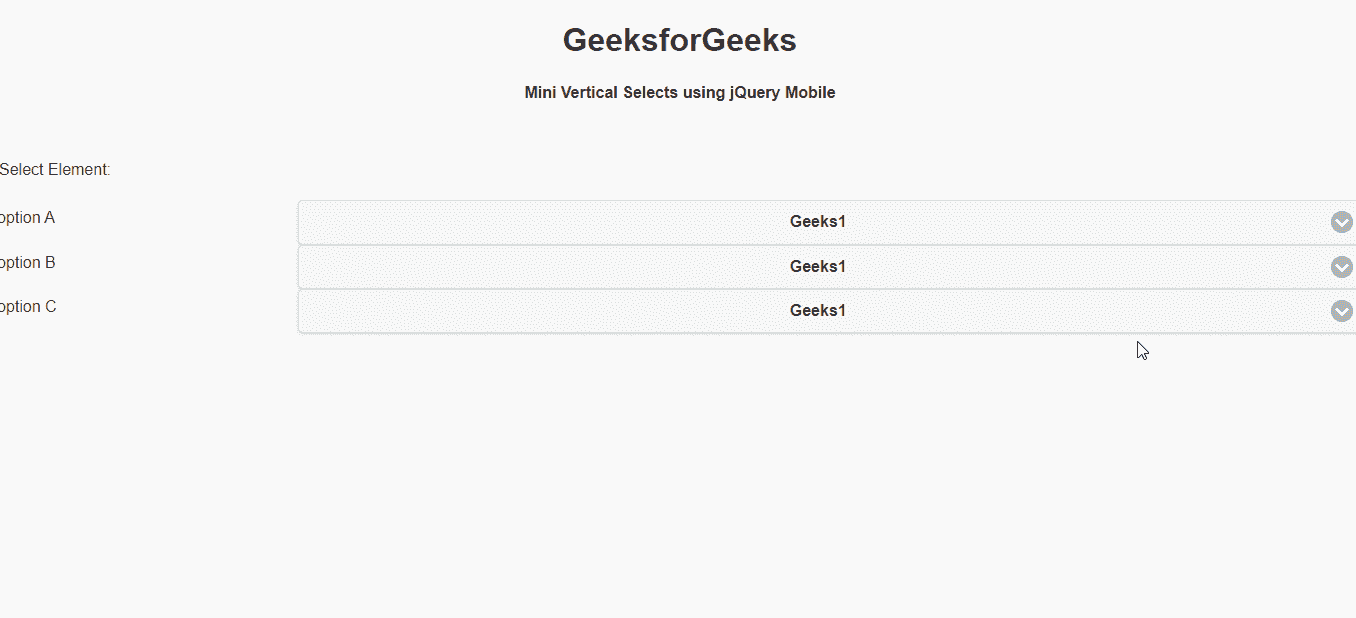 GeeksforGeeks
Mini Vertical Selects using jQuery Mobile
Select Element:
option A
Geeks1
option B
Geeks1
option C
Geeks1